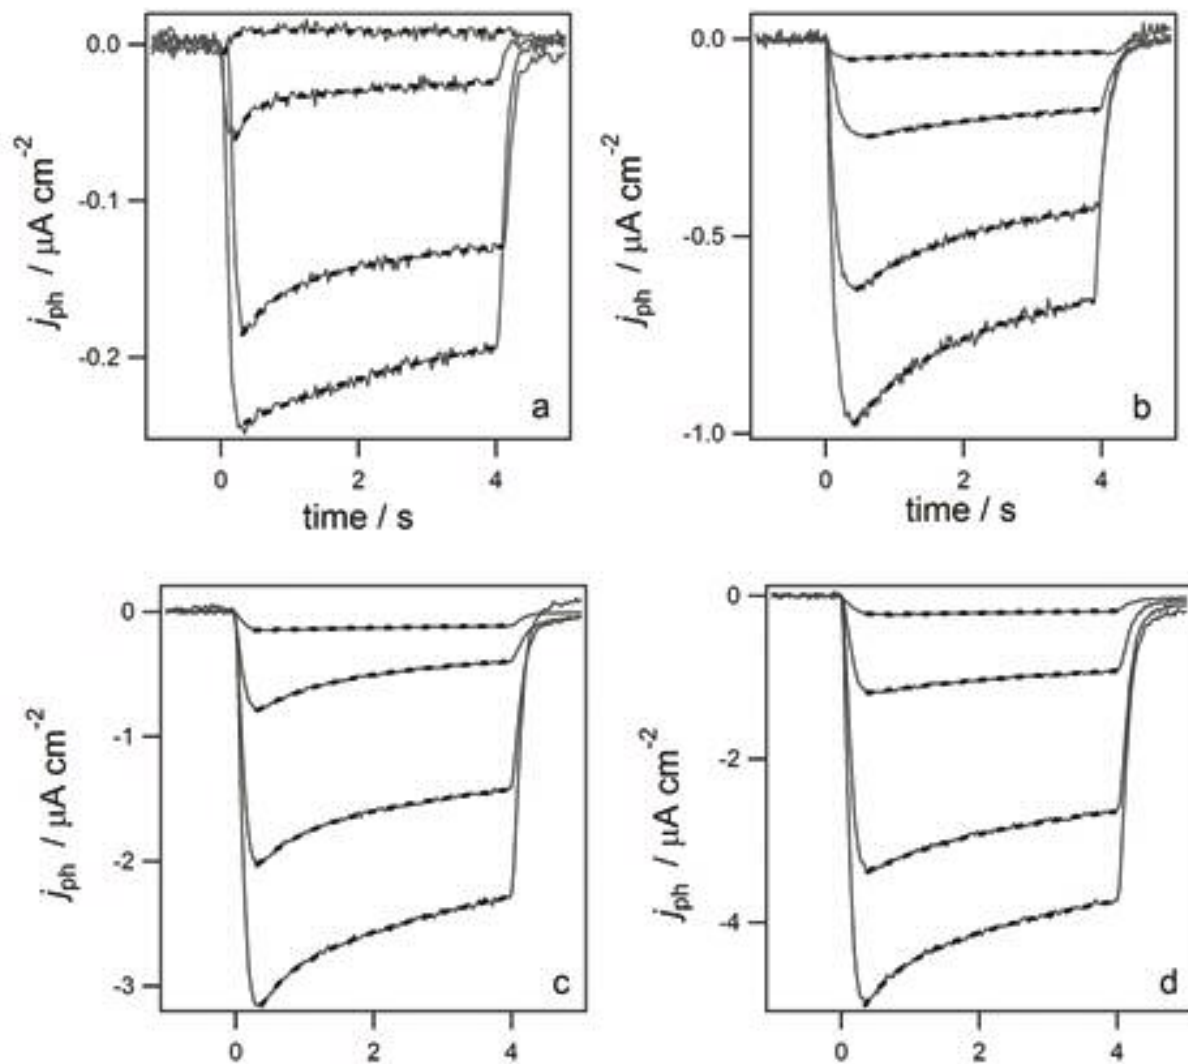 0.0
-0.1
-0.2
j_ph / μA cm⁻²
a
0 2 4
time / s
0.0
-0.5
-1.0
j_ph / μA cm⁻²
b
0 2 4
time / s
0
-1
-2
-3
j_ph / μA cm⁻²
c
0 2 4
0
-2
-4
j_ph / μA cm⁻²
d
0 2 4